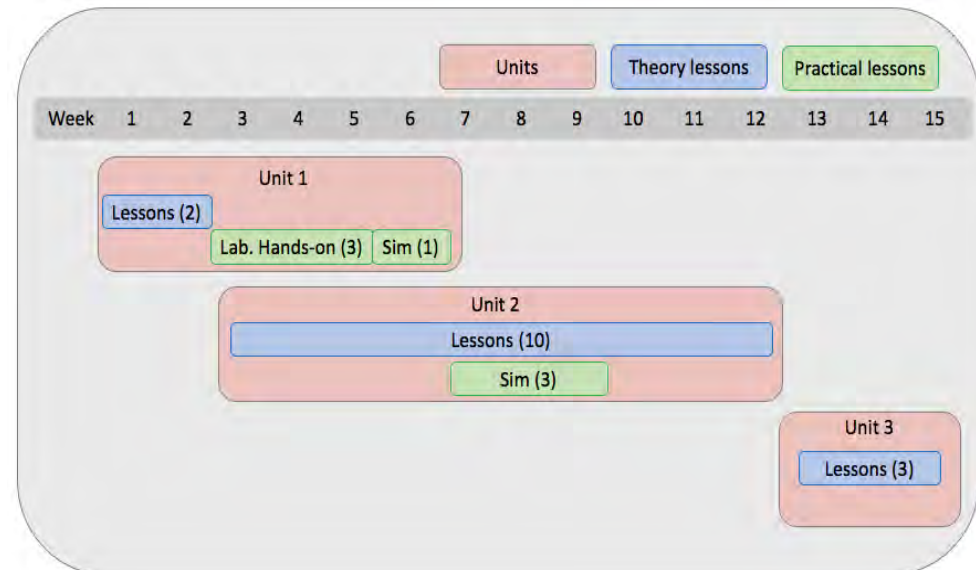 Units Theory lessons Practical lessons
Week 1 2 3 4 5 6 7 8 9 10 11 12 13 14 15
Unit 1
Lessons (2)
Lab. Hands-on (3) Sim (1)
Unit 2
Lessons (10)
Sim (3)
Unit 3
Lessons (3)